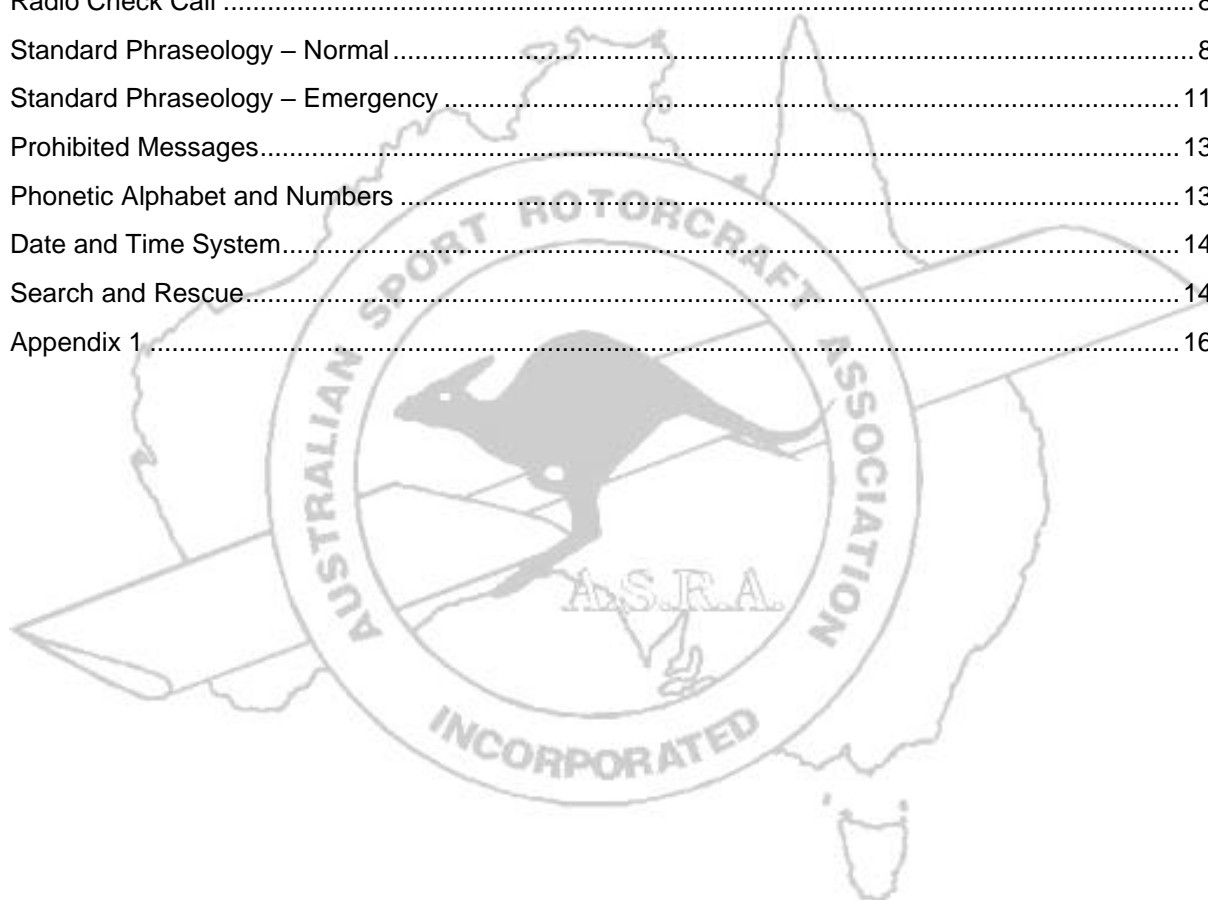 Radio Check Call ........................................................................................................................ 8
Standard Phraseology – Normal ................................................................................................ 8
Standard Phraseology – Emergency ........................................................................................ 11
Prohibited Messages ................................................................................................................ 13
Phonetic Alphabet and Numbers .............................................................................................. 13
Date and Time System .............................................................................................................. 14
Search and Rescue .................................................................................................................. 14
Appendix 1 .............................................................................................................................. 16
AUSTRALIAN SPORT ROTORCRAFT ASSOCIATION
A.S.R.A.
INCORPORATED